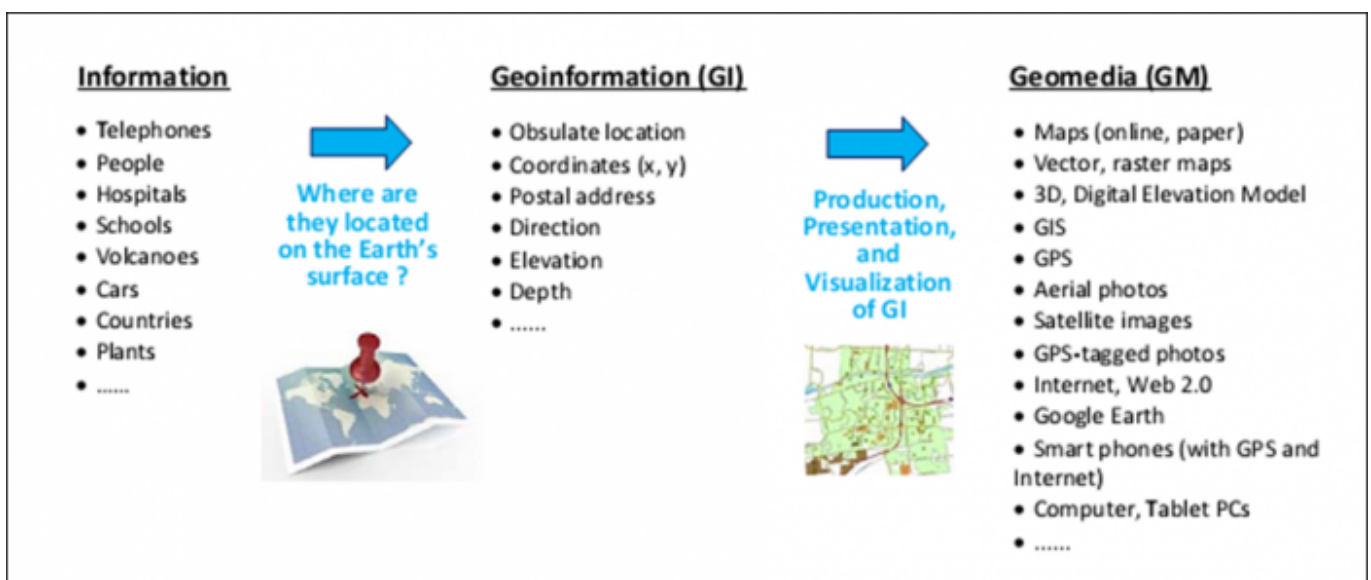 Information
• Telephones
• People
• Hospitals
• Schools
• Volcanoes
• Cars
• Countries
• Plants
• ......
Where are
they located
on the Earth's
surface ?
Geoinformation (GI)
• Obsulate location
• Coordinates (x, y)
• Postal address
• Direction
• Elevation
• Depth
• ......
Production,
Presentation,
and
Visualization
of GI
Geomedia (GM)
• Maps (online, paper)
• Vector, raster maps
• 3D, Digital Elevation Model
• GIS
• GPS
• Aerial photos
• Satellite images
• GPS-tagged photos
• Internet, Web 2.0
• Google Earth
• Smart phones (with GPS and
Internet)
• Computer, Tablet PCs
• ......